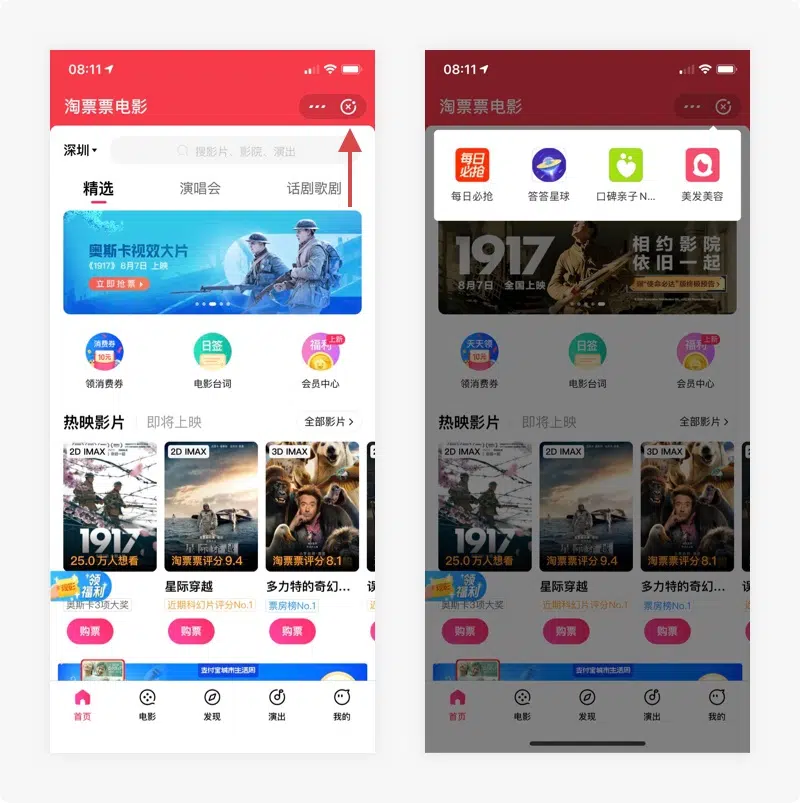 08:11
淘票票电影
深圳
搜影片、影院、演出
精选
演唱会
话剧歌剧
奥斯卡视效大片
《1917》8月7日 上映
立即抢票
消费券
10元
日签
福利
上新
领消费券
电影台词
会员中心
热映影片
即将上映
全部影片
2D IMAX
2D IMAX
3D IMAX
1917
25.0 万人想看
淘票票评分 9.4
淘票票评分 8.1
领
福利
星际穿越
多力特的奇幻...
奥斯卡3项大奖
近期科幻片评分No.1
票房榜No.1
购票
购票
购票
支付宝城市生活周
首页
电影
发现
演出
我的
08:11
淘票票电影
每日
必抢
每日必抢
答答星球
口碑亲子N...
美发美容
1917
8月7日 全国上映
相约影院
依旧一起
天天领
10元
日签
福利
上新
领消费券
电影台词
会员中心
热映影片
即将上映
全部影片
2D IMAX
2D IMAX
3D IMAX
1917
25.0 万人想看
淘票票评分 9.4
淘票票评分 8.1
领
福利
星际穿越
多力特的奇幻...
奥斯卡3项大奖
近期科幻片评分No.1
票房榜No.1
购票
购票
购票
支付宝城市生活周
首页
电影
发现
演出
我的